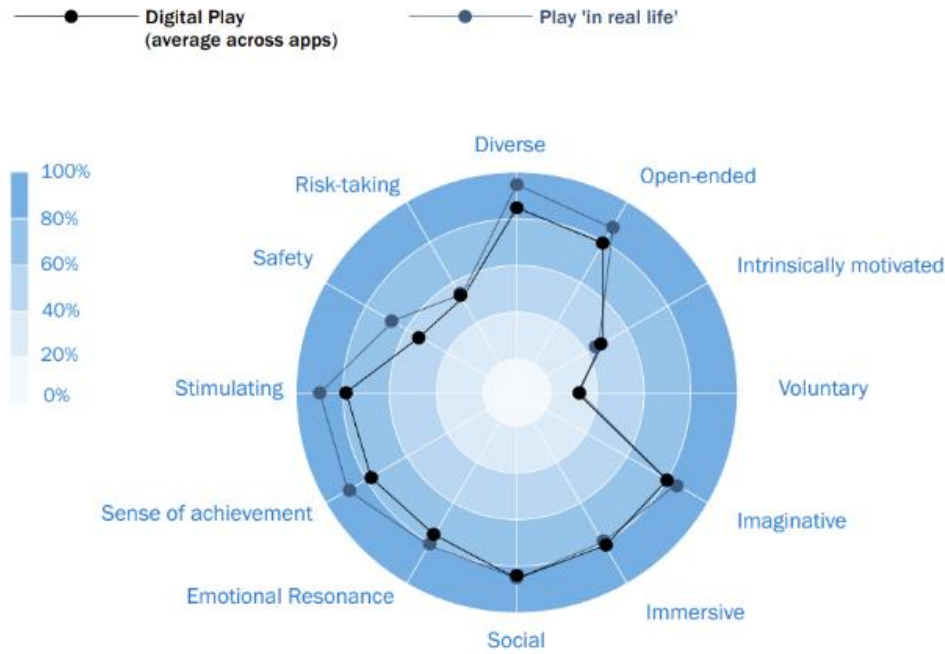 Digital Play
(average across apps)
Play 'in real life'
Diverse
Open-ended
Intrinsically motivated
Voluntary
Imaginative
Immersive
Social
Emotional Resonance
Sense of achievement
Stimulating
Safety
Risk-taking
100%
80%
60%
40%
20%
0%